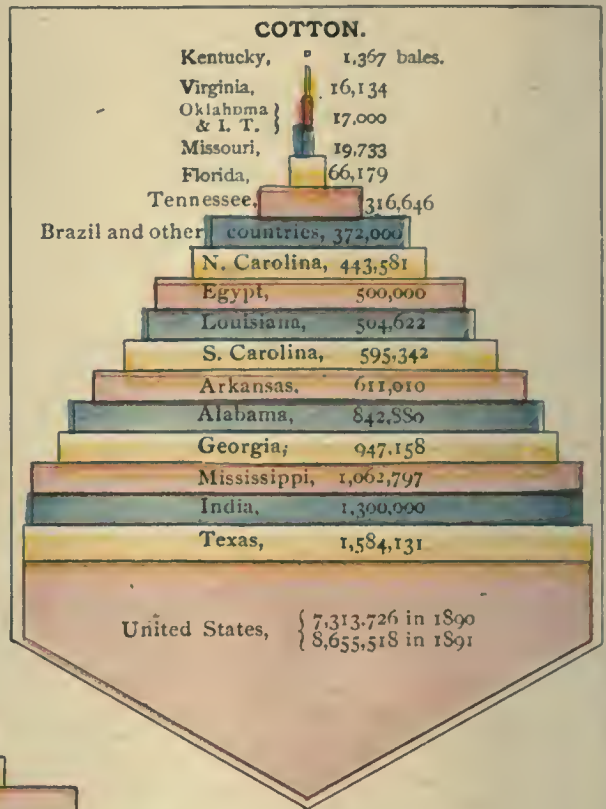 COTTON.
Kentucky, 1,367 bales.
Virginia, 16,134
Oklahoma
& I. T. } 17,000
Missouri, 19,733
Florida, 66,179
Tennessee, 316,646
Brazil and other countries, 372,000
N. Carolina, 443,581
Egypt, 500,000
Louisiana, 504,622
S. Carolina, 595,342
Arkansas, 611,010
Alabama, 842,880
Georgia, 947,158
Mississippi, 1,062,797
India, 1,300,000
Texas, 1,584,131
United States, { 7,313.726 in 1890
{ 8,655,518 in 1891